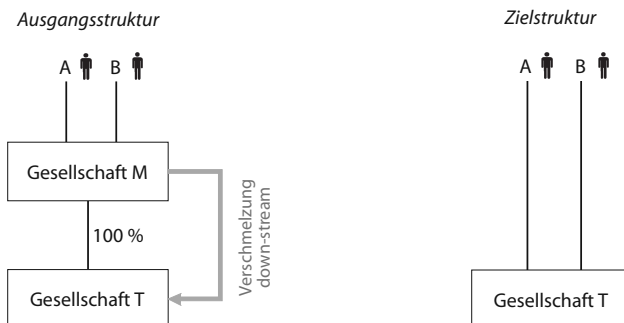 Ausgangsstruktur
A B
Gesellschaft M
100 %
Gesellschaft T
Verschmelzung
down-stream
Zielstruktur
A B
Gesellschaft T